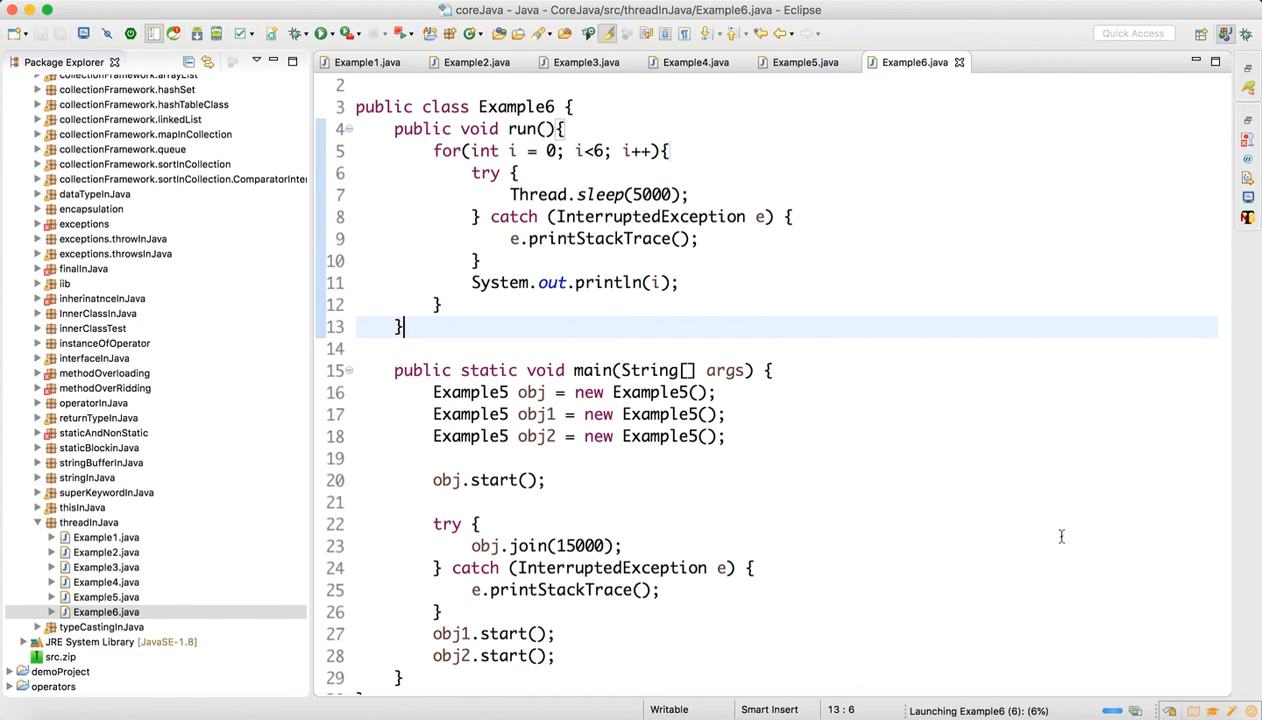 coreJava - Java - CoreJava/src/threadInJava/Example6.java - Eclipse
Quick Access
Package Explorer
collectionFramework.arrayList
collectionFramework.hashSet
collectionFramework.hashTableClass
collectionFramework.linkedList
collectionFramework.mapInCollection
collectionFramework.queue
collectionFramework.sortInCollection
collectionFramework.sortInCollection.ComparatorInter
dataTypeInJava
encapsulation
exceptions
exceptions.throwInJava
exceptions.throwsInJava
finalInJava
iib
inherinatnceInJava
InnerClassInJava
innerClassTest
instanceOfOperator
interfaceInJava
methodOverloading
methodOverRidding
operatorInJava
returnTypeInJava
staticAndNonStatic
staticBlockinJava
stringBufferInJava
stringInJava
superKeywordInJava
thisInJava
threadInJava
Example1.java
Example2.java
Example3.java
Example4.java
Example5.java
Example6.java
typeCastingInJava
JRE System Library [JavaSE-1.8]
src.zip
demoProject
operators
Example1.java Example2.java Example3.java Example4.java Example5.java Example6.java
2
3 public class Example6 {
4 public void run(){
5 for(int i = 0; i<6; i++){
6 try {
7 Thread.sleep(5000);
8 } catch (InterruptedException e) {
9 e.printStackTrace();
10 }
11 System.out.println(i);
12 }
13 }
14
15 public static void main(String[] args) {
16 Example5 obj = new Example5();
17 Example5 obj1 = new Example5();
18 Example5 obj2 = new Example5();
19
20 obj.start();
21
22 try {
23 obj.join(15000);
24 } catch (InterruptedException e) {
25 e.printStackTrace();
26 }
27 obj1.start();
28 obj2.start();
29 }
Writable Smart Insert 13 : 6 Launching Example6 (6): (6%)